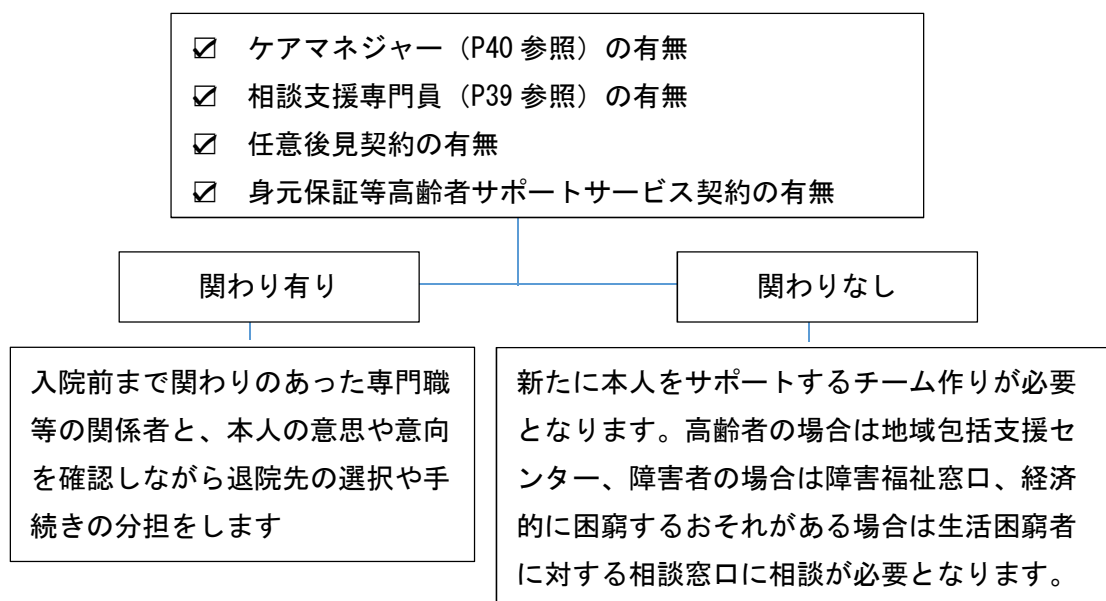 ☑ ケアマネジャー（P40 参照）の有無
☑ 相談支援専門員（P39 参照）の有無
☑ 任意後見契約の有無
☑ 身元保証等高齢者サポートサービス契約の有無
関わり有り
関わりなし
入院前まで関わりのあった専門職
等の関係者と、本人の意思や意向
を確認しながら退院先の選択や手
続きの分担をします
新たに本人をサポートするチーム作りが必要
となります。高齢者の場合は地域包括支援セ
ンター、障害者の場合は障害福祉窓口、経済
的に困窮するおそれがある場合は生活困窮者
に対する相談窓口に相談が必要となります。